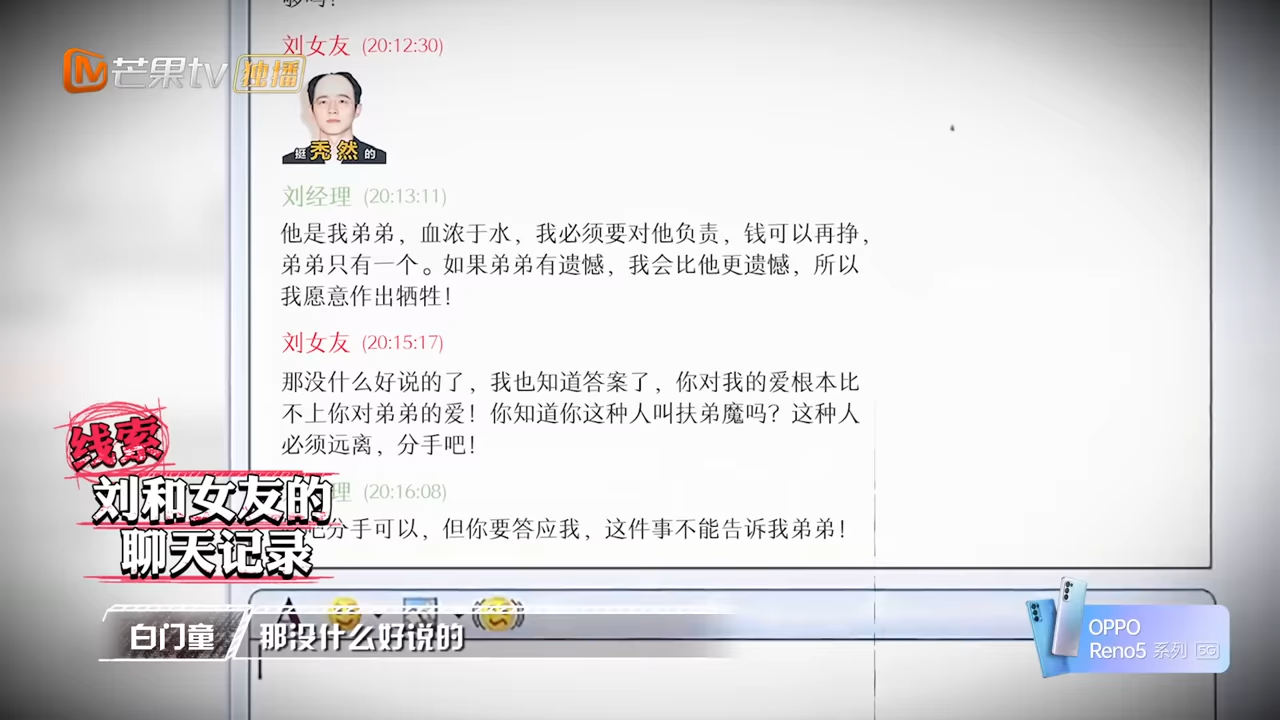 够吗！
刘女友 (20:12:30)
芒果tv 独播
挺秃然的
刘经理 (20:13:11)
他是我弟弟，血浓于水，我必须要对他负责，钱可以再挣，
弟弟只有一个。如果弟弟有遗憾，我会比他更遗憾，所以
我愿意作出牺牲！
刘女友 (20:15:17)
那没什么好说的了，我也知道答案了，你对我的爱根本比
不上你对弟弟的爱！你知道你这种人叫扶弟魔吗？这种人
必须远离，分手吧！
线索
刘和女友的
聊天记录
理 (20:16:08)
分手可以，但你要答应我，这件事不能告诉我弟弟！
白门童
那没什么好说的
OPPO
Reno5 系列 5G